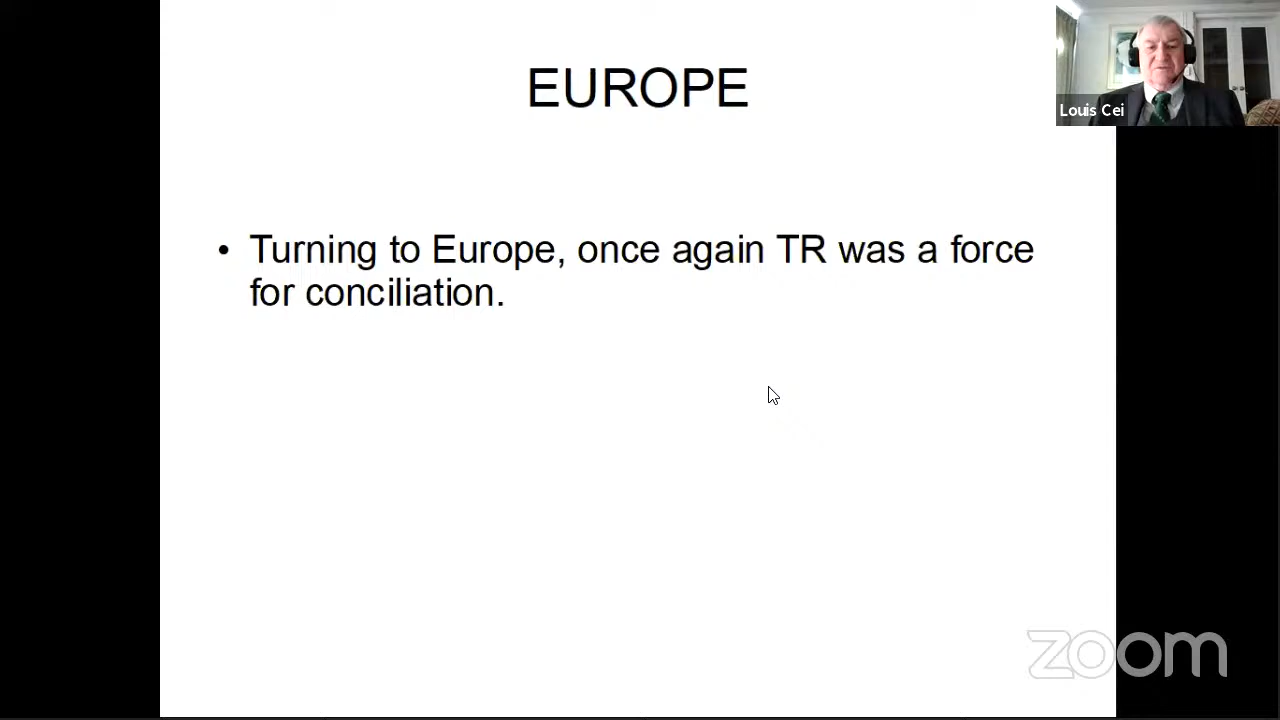 EUROPE
Louis Cei
• Turning to Europe, once again TR was a force
for conciliation.
zoom